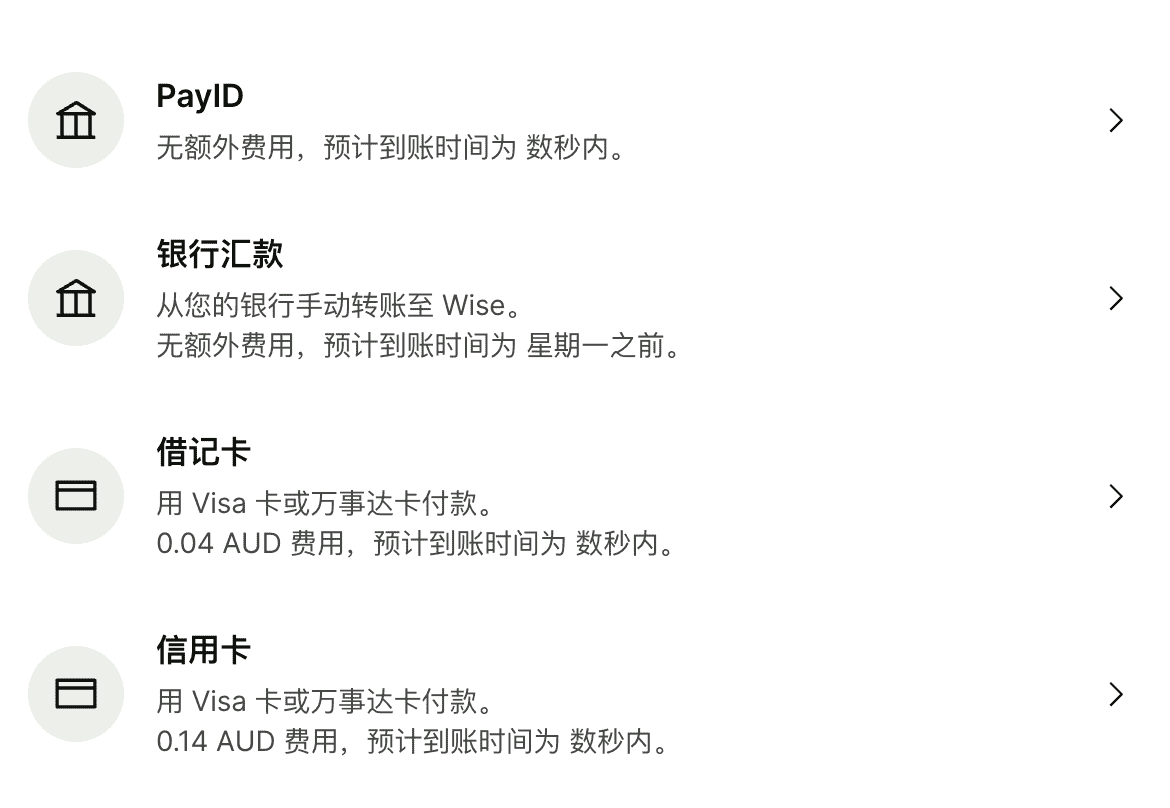 PayID
无额外费用，预计到账时间为 数秒内。
银行汇款
从您的银行手动转账至 Wise。
无额外费用，预计到账时间为 星期一之前。
借记卡
用 Visa 卡或万事达卡付款。
0.04 AUD 费用，预计到账时间为 数秒内。
信用卡
用 Visa 卡或万事达卡付款。
0.14 AUD 费用，预计到账时间为 数秒内。